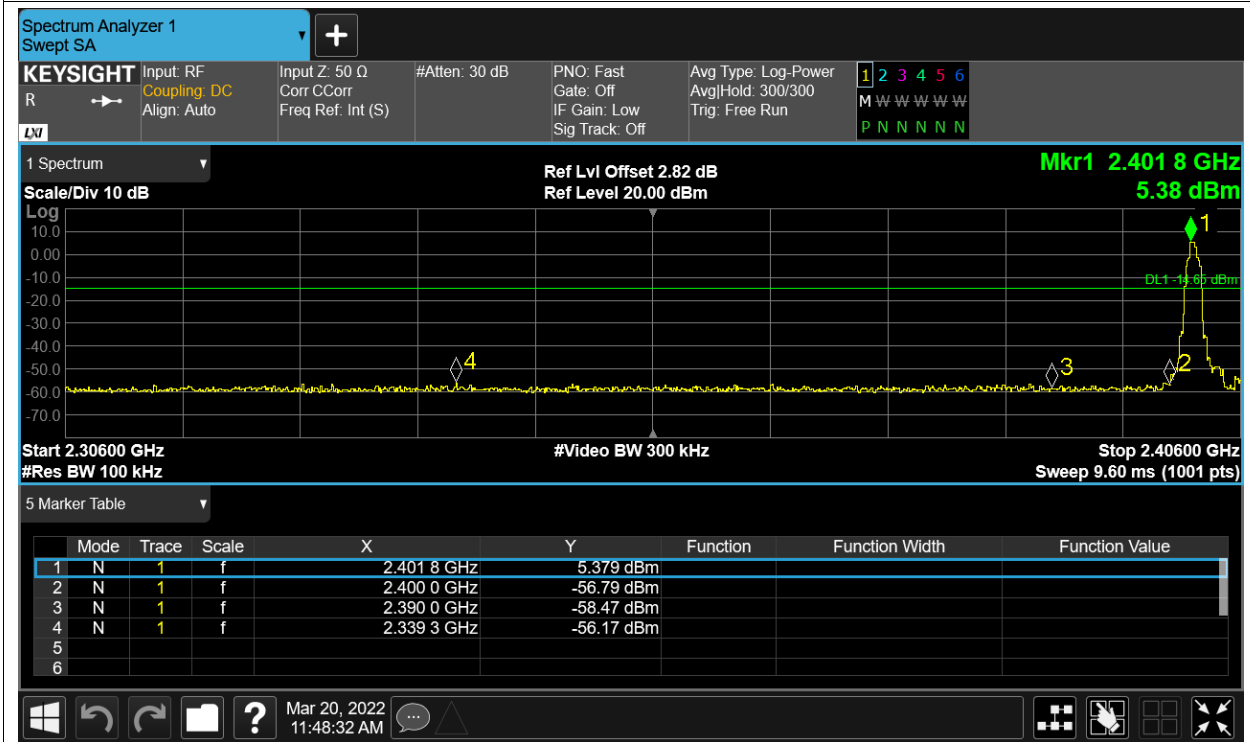 Spectrum Analyzer 1
Swept SA
+
KEYSIGHT Input: RF Input Z: 50 Ω #Atten: 30 dB PNO: Fast Avg Type: Log-Power 1 2 3 4 5 6
R Coupling: DC Corr CCorr Gate: Off Avg|Hold: 300/300 M W W W W W
Align: Auto Freq Ref: Int (S) IF Gain: Low Trig: Free Run
LXI Sig Track: Off P N N N N N
1 Spectrum Ref Lvl Offset 2.82 dB Mkr1 2.401 8 GHz
Scale/Div 10 dB Ref Level 20.00 dBm 5.38 dBm
Log
1
10.0
0.00
-10.0
DL1 -14.65 dBm
-20.0
-30.0
-40.0
4 3 2
-50.0
-60.0
-70.0
Start 2.30600 GHz #Video BW 300 kHz Stop 2.40600 GHz
#Res BW 100 kHz Sweep 9.60 ms (1001 pts)
5 Marker Table
Mode Trace Scale X Y Function Function Width Function Value
1 N 1 f 2.401 8 GHz 5.379 dBm
2 N 1 f 2.400 0 GHz -56.79 dBm
3 N 1 f 2.390 0 GHz -58.47 dBm
4 N 1 f 2.339 3 GHz -56.17 dBm
5
6
? Mar 20, 2022
11:48:32 AM